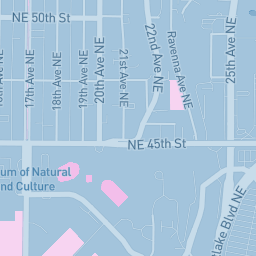 NE 50th St
17th Ave NE
18th Ave NE
19th Ave NE
20th Ave NE
21st Ave NE
22nd Ave NE
Ravenna Ave NE
25th Ave NE
NE 45th St
um of Natural
nd Culture
elake Blvd NE